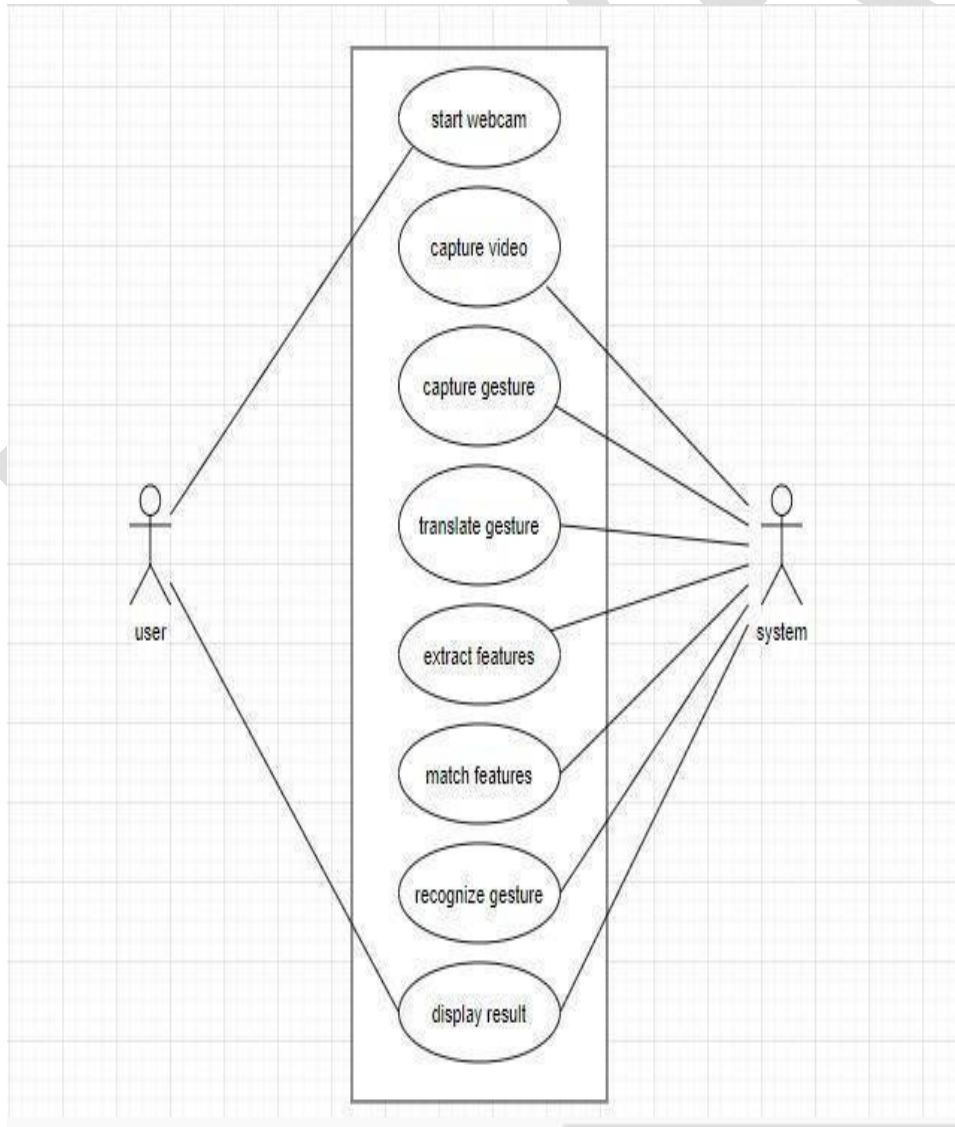 start webcam
capture video
capture gesture
translate gesture
user
system
extract features
match features
recognize gesture
display result